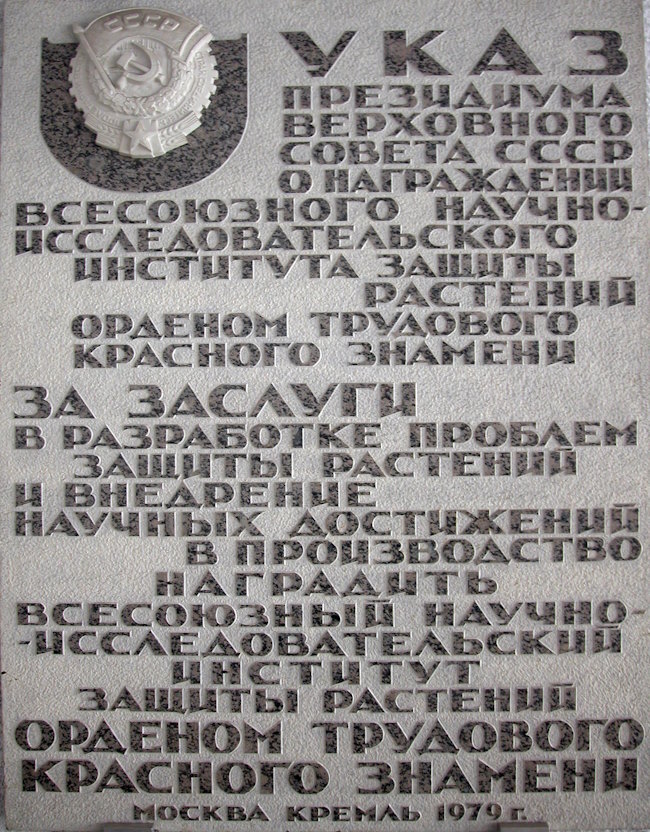 СССР
УКАЗ
ПРЕЗИДИУМА
ВЕРХОВНОГО
СОВЕТА СССР
О НАГРАЖДЕНИИ
ВСЕСОЮЗНОГО НАУЧНО-
ИССЛЕДОВАТЕЛЬСКОГО
ИНСТИТУТА ЗАЩИТЫ
РАСТЕНИЙ
ОРДЕНОМ ТРУДОВОГО
КРАСНОГО ЗНАМЕНИ
ЗА ЗАСЛУГИ
В РАЗРАБОТКЕ ПРОБЛЕМ
ЗАЩИТЫ РАСТЕНИЙ
И ВНЕДРЕНИЕ
НАУЧНЫХ ДОСТИЖЕНИЙ
В ПРОИЗВОДСТВО
НАГРАДИТЬ
ВСЕСОЮЗНЫЙ НАУЧНО-
-ИССЛЕДОВАТЕЛЬСКИЙ
ИНСТИТУТ
ЗАЩИТЫ РАСТЕНИЙ
ОРДЕНОМ ТРУДОВОГО
КРАСНОГО ЗНАМЕНИ
МОСКВА КРЕМЛЬ 1979 г.